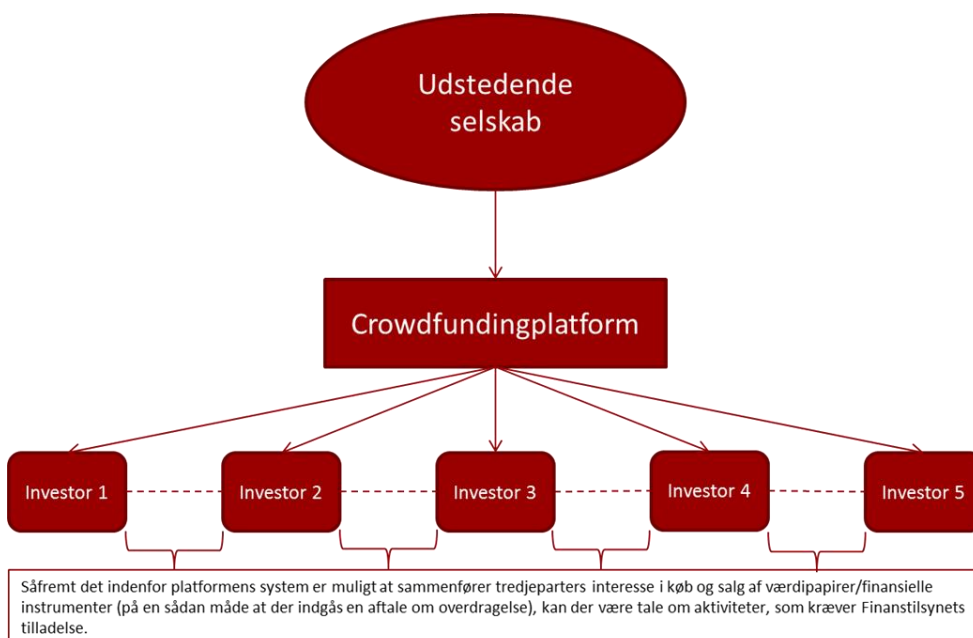 Udstedende
selskab
Crowdfundingplatform
Investor 1
Investor 2
Investor 3
Investor 4
Investor 5
Såfremt det indenfor platformens system er muligt at sammenfører tredjeparters interesse i køb og salg af værdipapirer/finansielle
instrumenter (på en sådan måde at der indgås en aftale om overdragelse), kan der være tale om aktiviteter, som kræver Finanstilsynets
tilladelse.